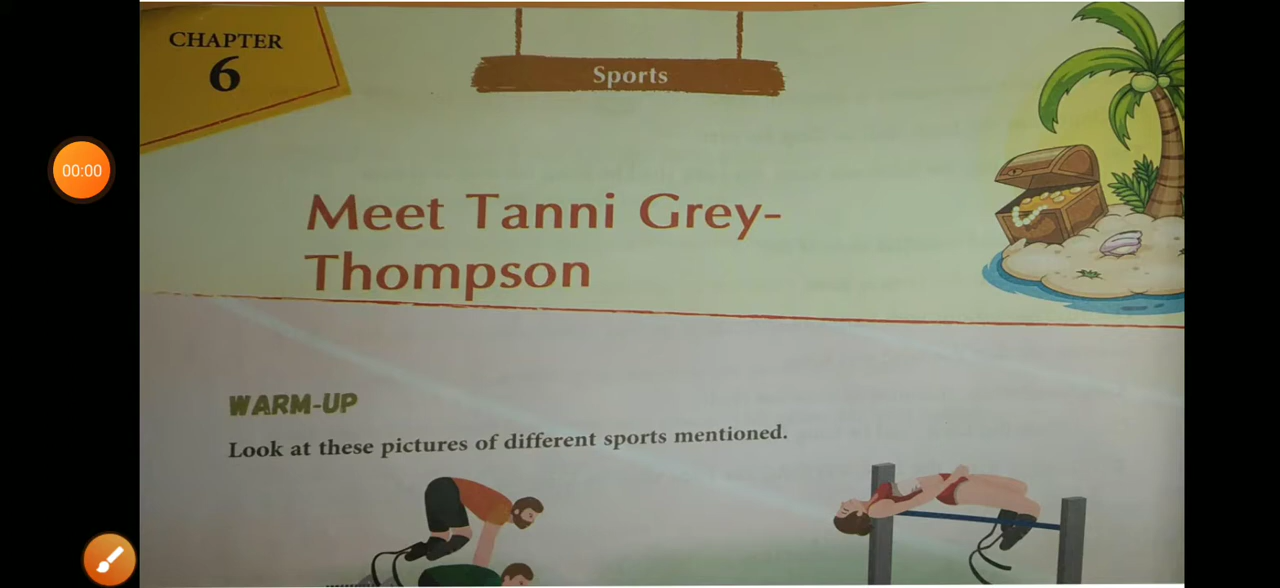 CHAPTER
6
Sports
Meet Tanni Grey-
Thompson
WARM-UP
Look at these pictures of different sports mentioned.
00:00